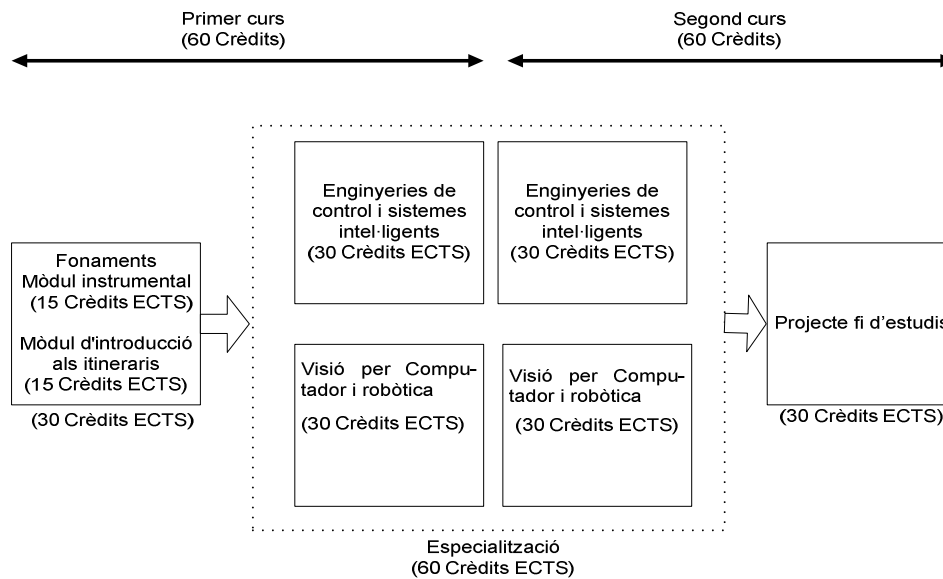 Primer curs
(60 Crèdits)
Segond curs
(60 Crèdits)
Fonaments
Mòdul instrumental
(15 Crèdits ECTS)
Mòdul d'introducció
als itineraris
(15 Crèdits ECTS)
(30 Crèdits ECTS)
Enginyeries de
control i sistemes
intel·ligents
(30 Crèdits ECTS)
Enginyeries de
control i sistemes
intel·ligents
(30 Crèdits ECTS)
Visió per Compu-
tador i robòtica
(30 Crèdits ECTS)
Visió per Compu-
tador i robòtica
(30 Crèdits ECTS)
Especialització
(60 Crèdits ECTS)
Projecte fi d'estudis
(30 Crèdits ECTS)